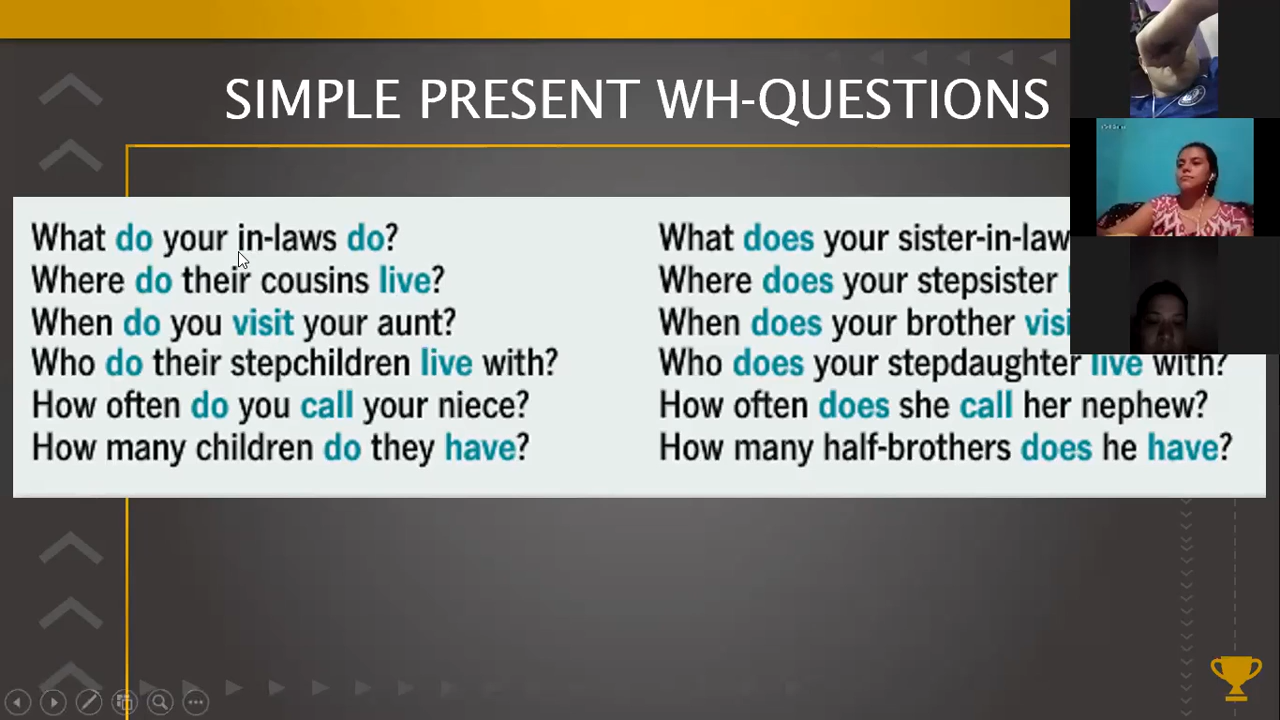 SIMPLE PRESENT WH-QUESTIONS
What do your in-laws do?
Where do their cousins live?
When do you visit your aunt?
Who do their stepchildren live with?
How often do you call your niece?
How many children do they have?
What does your sister-in-law
Where does your stepsister
When does your brother visi
Who does your stepdaughter live with?
How often does she call her nephew?
How many half-brothers does he have?